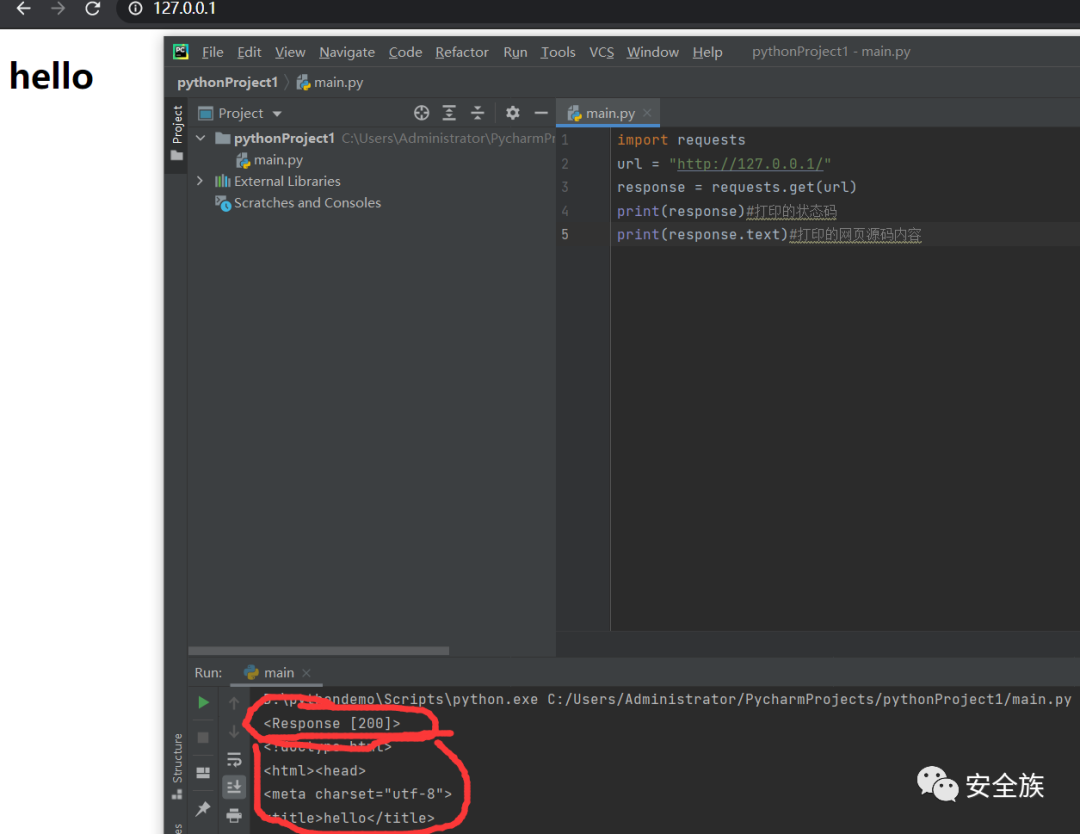 127.0.0.1
hello
File Edit View Navigate Code Refactor Run Tools VCS Window Help pythonProject1 - main.py
pythonProject1 main.py
Project main.py
Project
pythonProject1 C:\Users\Administrator\PycharmPr
main.py
External Libraries
Scratches and Consoles
1 import requests
2 url = "http://127.0.0.1/"
3 response = requests.get(url)
4 print(response)#打印的状态码
5 print(response.text)#打印的网页源码内容
Run: main
D:\pythondemo\Scripts\python.exe C:/Users/Administrator/PycharmProjects/pythonProject1/main.py
<Response [200]>
<!doctype html>
<html><head>
<meta charset="utf-8">
<title>hello</title>
Structure
安全族